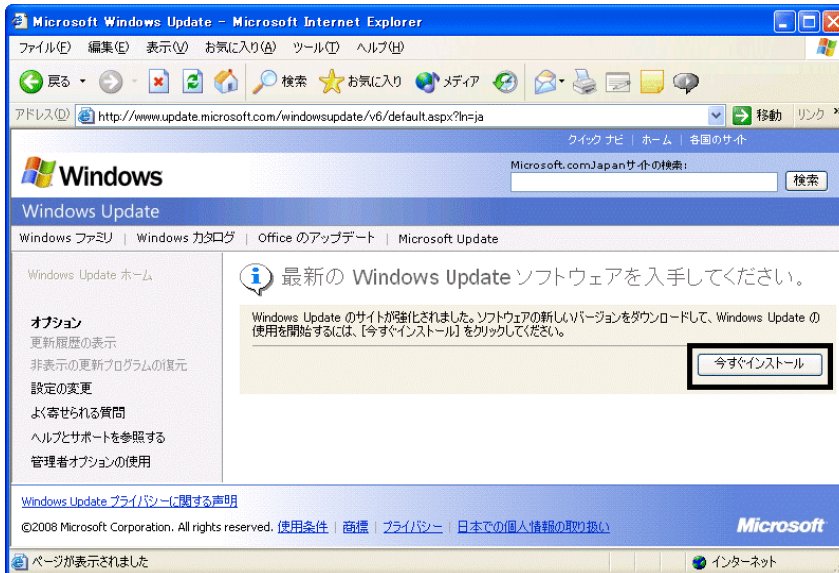 Microsoft Windows Update - Microsoft Internet Explorer
ファイル(F) 編集(E) 表示(V) お気に入り(A) ツール(T) ヘルプ(H)
戻る 検索 お気に入り メディア
アドレス(D) http://www.update.microsoft.com/windowsupdate/v6/default.aspx?ln=ja 移動 リンク »
クイック ナビ | ホーム | 各国のサイト
Windows
Microsoft.comJapanサイトの検索:
検索
Windows Update
Windows ファミリ | Windows カタログ | Office のアップデート | Microsoft Update
Windows Update ホーム
オプション
更新履歴の表示
非表示の更新プログラムの復元
設定の変更
よく寄せられる質問
ヘルプとサポートを参照する
管理者オプションの使用
最新の Windows Update ソフトウェアを入手してください。
Windows Update のサイトが強化されました。ソフトウェアの新しいバージョンをダウンロードして、Windows Update の
使用を開始するには、[今すぐインストール] をクリックしてください。
今すぐインストール
Windows Update プライバシーに関する声明
©2008 Microsoft Corporation. All rights reserved. 使用条件 | 商標 | プライバシー | 日本での個人情報の取り扱い
Microsoft
ページが表示されました インターネット